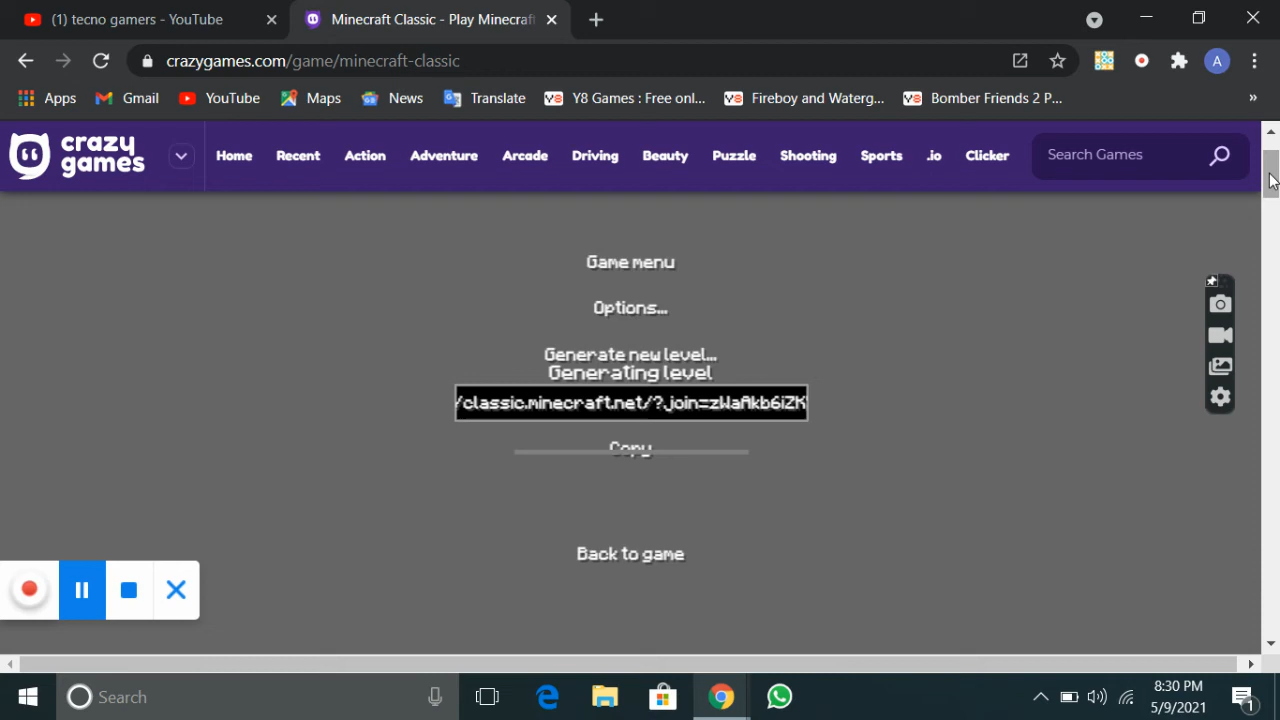 (1) tecno gamers - YouTube
Minecraft Classic - Play Minecraf
crazygames.com/game/minecraft-classic
A
Apps
Gmail
YouTube
Maps
News
Translate
Y8 Games : Free onl...
Fireboy and Waterg...
Bomber Friends 2 P...
»
crazy
games
Home
Recent
Action
Adventure
Arcade
Driving
Beauty
Puzzle
Shooting
Sports
.io
Clicker
Search Games
Game menu
Options...
Generate new level...
Generating level
/classic.minecraft.net/?join=zWaAkb6iZK
Copy
Back to game
Search
8:30 PM
5/9/2021
1